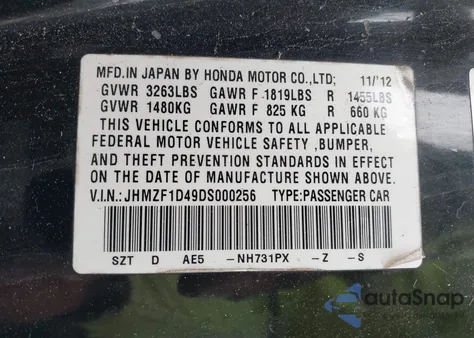 MFD.IN JAPAN BY HONDA MOTOR CO.,LTD; 11/'12
GVWR 3263LBS GAWR F 1819LBS R 1455LBS
GVWR 1480KG GAWR F 825 KG R 660 KG
THIS VEHICLE CONFORMS TO ALL APPLICABLE
FEDERAL MOTOR VEHICLE SAFETY ,BUMPER,
AND THEFT PREVENTION STANDARDS IN EFFECT
ON THE DATE OF MANUFACTURE SHOWN ABOVE.
V.I.N.:JHMZF1D49DS000256 TYPE:PASSENGER CAR
SZT D AE5 -NH731PX -Z -S
autoSnap